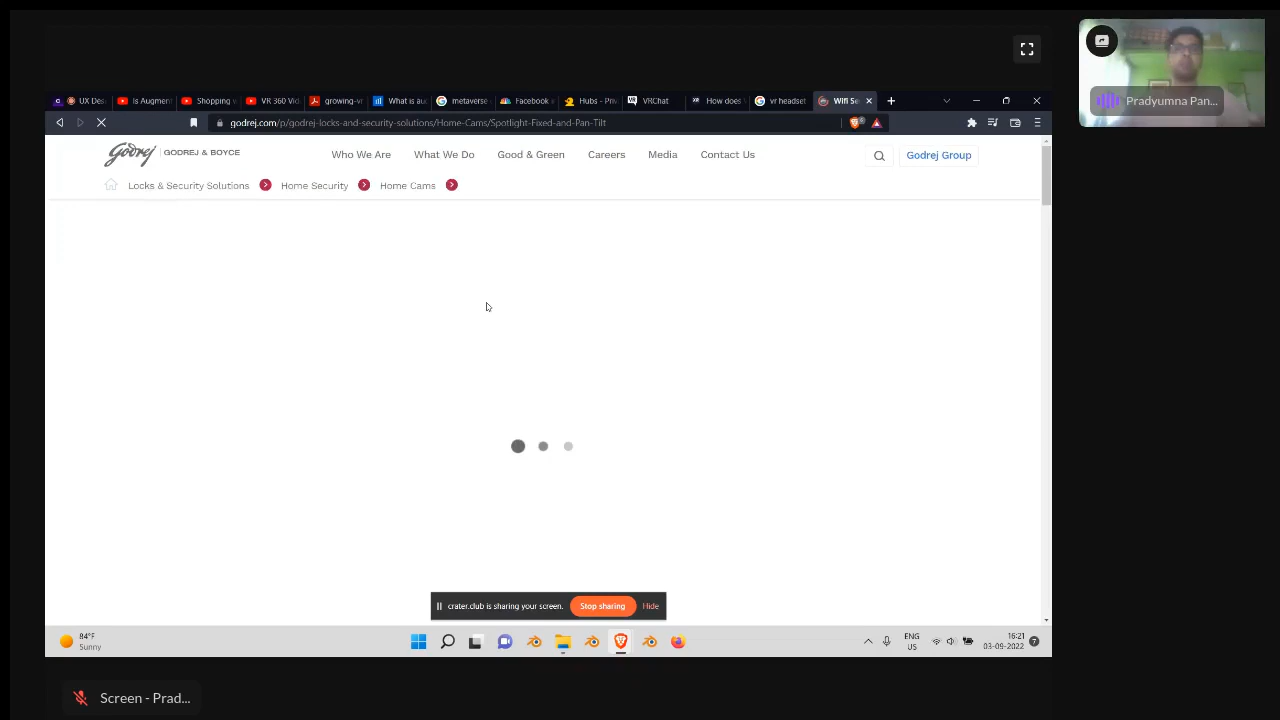 UX Des
Is Augmen
Shopping v
VR 360 Vid
growing-vr
What is au
metaverse
Facebook a
Hubs - Priv
VRChat
How does
vr headset
Wifi Se
godrej.com/p/godrej-locks-and-security-solutions/Home-Cams/Spotlight-Fixed-and-Pan-Tilt
Godrej
GODREJ & BOYCE
Who We Are
What We Do
Good & Green
Careers
Media
Contact Us
Godrej Group
Locks & Security Solutions
Home Security
Home Cams
crater.club is sharing your screen.
Stop sharing
Hide
84°F
Sunny
ENG
US
16:21
03-09-2022
7
Pradyumna Pan...
Screen - Prad...